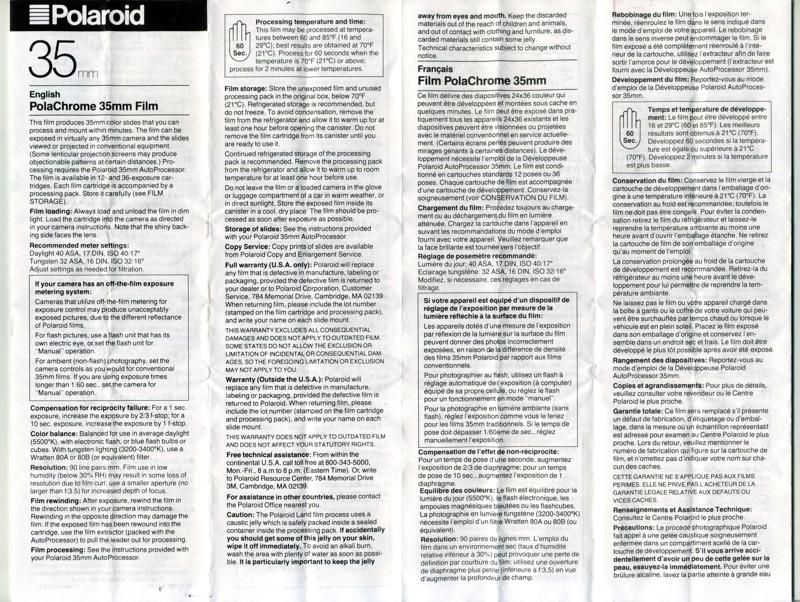 Polaroid
35mm
English
PolaChrome 35mm Film
This film produces 35mm color slides that you can
process and mount within minutes. The film can be
exposed in virtually any 35mm camera and the slides
viewed or projected in conventional equipment.
(Some lenticular projection screens may produce
objectionable patterns at certain distances.) Pro-
cessing requires the Polaroid 35mm AutoProcessor.
The film is available in 12- and 36-exposure car-
tridges. Each film cartridge is accompanied by a
processing pack. Store it carefully (see FILM
STORAGE).
Film loading: Always load and unload the film in dim
light. Load the cartridge into the camera as directed
in your camera instructions. Note that the shiny back-
ing side faces the lens.
Recommended meter settings:
Daylight 40 ASA, 17 DIN, ISO 40/17°
Tungsten 32 ASA, 16 DIN, ISO 32/16°
Adjust settings as needed for filtration.
If your camera has an off-the-film exposure
metering system:
Cameras that utilize off-the-film metering for
exposure control may produce unacceptably
exposed pictures, due to the different reflectance
of Polaroid films.
For flash pictures, use a flash unit that has its
own electric eye, or set the flash unit for
"Manual" operation.
For ambient (non-flash)photography, set the
camera controls as you would for conventional
35mm films. If you are using exposure times
longer than 1/60 sec., set the camera for
"Manual" operation.
Compensation for reciprocity failure: For a 1 sec.
exposure, increase the exposure by 2/3 f-stop; for a
10 sec. exposure, increase the exposure by 1 f-stop.
Color balance: Balanced for use in average daylight
(5500°K), with electronic flash, or blue flash bulbs or
cubes. With tungsten lighting (3200-3400°K), use a
Wratten 80A or 80B (or equivalent) filter.
Resolution: 90 line pairs/mm. Film use in low
humidity (below 30% RH) may result in some loss of
resolution due to film curl; use a smaller aperture (no
larger than f/3.5) for increased depth of focus.
Film rewinding: After exposure, rewind the film in
the direction shown in your camera instructions.
Rewinding in the opposite direction may damage the
film. If the exposed film has been rewound into the
cartridge, use the film extractor (packed with the
AutoProcessor) to pull the leader out for processing.
Film processing: See the instructions provided with
your Polaroid 35mm AutoProcessor.
60
Sec.
Processing temperature and time:
This film may be processed at tempera-
tures between 60 and 85°F (16 and
29°C); best results are obtained at 70°F
(21°C). Process for 60 seconds when the
temperature is 70°F (21°C) or above;
process for 2 minutes at lower temperatures.
Film storage: Store the unexposed film and unused
processing pack in the original box, below 70°F
(21°C). Refrigerated storage is recommended, but
do not freeze. To avoid condensation, remove the
film from the refrigerator and allow it to warm up for at
least one hour before opening the canister. Do not
remove the film cartridge from its canister until you
are ready to use it.
Continued refrigerated storage of the processing
pack is recommended. Remove the processing pack
from the refrigerator and allow it to warm up to room
temperature for at least one hour before use.
Do not leave the film or a loaded camera in the glove
or luggage compartment of a car in warm weather, or
in direct sunlight. Store the exposed film inside its
canister in a cool, dry place. The film should be pro-
cessed as soon after exposure as possible.
Storage of slides: See the instructions provided
with your Polaroid 35mm AutoProcessor.
Copy Service: Copy prints of slides are available
from Polaroid Copy and Enlargement Service.
Full warranty (U.S.A. only): Polaroid will replace
any film that is defective in manufacture, labeling or
packaging, provided the defective film is returned to
your dealer or to Polaroid Corporation, Customer
Service, 784 Memorial Drive, Cambridge, MA 02139.
When returning film, please include the lot number
(stamped on the film cartridge and processing pack),
and write your name on each slide mount.
THIS WARRANTY EXCLUDES ALL CONSEQUENTIAL
DAMAGES AND DOES NOT APPLY TO OUTDATED FILM.
SOME STATES DO NOT ALLOW THE EXCLUSION OR
LIMITATION OF INCIDENTAL OR CONSEQUENTIAL DAM-
AGES, SO THE FOREGOING LIMITATION OR EXCLUSION
MAY NOT APPLY TO YOU.
Warranty (Outside the U.S.A.): Polaroid will
replace any film that is defective in manufacture,
labeling or packaging, provided the defective film is
returned to Polaroid. When returning film, please
include the lot number (stamped on the film cartridge
and processing pack), and write your name on each
slide mount.
THIS WARRANTY DOES NOT APPLY TO OUTDATED FILM
AND DOES NOT AFFECT YOUR STATUTORY RIGHTS.
Free technical assistance: From within the
continental U.S.A. call toll free at 800-343-5000,
Mon.-Fri., 8 a.m to 8 p.m. (Eastern Time). Or, write
to Polaroid Resource Center, 784 Memorial Drive
3M, Cambridge, MA 02139.
For assistance in other countries, please contact
the Polaroid Office nearest you.
Caution: The Polaroid Land film process uses a
caustic jelly which is safely packed inside a sealed
container inside the processing pack. If accidentally
you should get some of this jelly on your skin,
wipe it off immediately. To avoid an alkali burn,
wash the area with plenty of water as soon as possi-
ble. It is particularly important to keep the jelly
away from eyes and mouth. Keep the discarded
materials out of the reach of children and animals,
and out of contact with clothing and furniture, as dis-
carded materials still contain some jelly.
Technical characteristics subject to change without
notice.
Français
Film PolaChrome 35mm
Ce film délivre des diapositives 24x36 couleur qui
peuvent être développées et montées sous cache en
quelques minutes. Le film peut être exposé dans pra-
tiquement tous les appareils 24x36 existants et les
diapositives peuvent être visionnées ou projetées
avec le matériel conventionnel en service actuelle-
ment. (Certains écrans perlés peuvent produire des
mirages gênants à certaines distances). Le dé-
veloppement nécessite l'emploi de la Développeuse
Polaroid AutoProcessor 35mm. Le film est condi-
tionné en cartouches standards 12 poses ou 36
poses. Chaque cartouche de film est accompagnée
d'une cartouche de développement. Conservez-la
soigneusement (voir CONSERVATION DU FILM).
Chargement du film: Procédez toujours au charge-
ment ou au déchargement du film en lumière
atténuée. Chargez la cartouche dans l'appareil en
suivant les recommandations du mode d'emploi
fourni avec votre appareil. Veuillez remarquer que
la face brillante est tournée vers l'objectif.
Réglage de posemètre recommandé:
Lumière du jour: 40 ASA, 17 DIN, ISO 40/17°
Eclairage tungstène: 32 ASA, 16 DIN, ISO 32/16°
Modifiez, si nécessaire, ces réglages en cas de
filtrage.
Si votre appareil est équipé d'un dispositif de
réglage de l'exposition par mesure de la lumière
réfléchie à la surface du film:
Les appareils dotés d'une mesure de l'exposition
par réflexion de la lumière sur la surface du film
peuvent donner des photos incorrectement
exposées, en raison de la différence de densité
des films 35mm Polaroid par rapport aux films
conventionnels.
Pour photographier au flash, utilisez un flash à
réglage automatique de l'exposition (à computer)
équipé de sa propre cellule, ou réglez le flash
pour un fonctionnement en mode "manuel".
Pour la photographie en lumière ambiante (sans
flash), réglez l'exposition comme vous le feriez
pour les films 35mm traditionnels. Si le temps de
pose doit dépasser 1/60ème de sec., réglez
manuellement l'exposition.
Compensation de l'effet de non-réciprocité:
Pour un temps de pose d'une seconde, augmentez
l'exposition de 2/3 de diaphragme; pour un temps
de pose de 10 sec., augmentez l'exposition de 1
diaphragme.
Equilibre des couleurs: Le film est équilibré pour la
lumière du jour (5500°K), le flash électronique, les
ampoules magnésiques bleutées ou les flashcubes.
La photographie en lumière tungstène (3200-3400°K)
nécessite l'emploi d'un filtre Wratten 80A ou 80B (ou
équivalent).
Résolution: 90 paires de lignes/mm. L'emploi du
film dans un environnement sec (taux d'humidité
relative inférieur à 30%) peut provoquer une perte de
définition par courbure du film; utilisez une ouverture
de diaphragme plus petite (inférieure à f/3,5) en vue
d'augmenter la profondeur de champ.
Rebobinage du film: Une fois l'exposition ter-
minée, réenroulez le film dans le sens indiqué dans
le mode d'emploi de votre appareil. Le rebobinage
dans le sens inverse peut endommager le film. Si le
film exposé a été complètement réenroulé à l'inté-
rieur de la cartouche, utilisez l'extracteur afin de faire
sortir l'amorce pour le développement (l'extracteur est
fourni avec la Développeuse AutoProcessor 35mm).
Développement du film: Reportez-vous au mode
d'emploi de la Développeuse Polaroid AutoProces-
sor 35mm.
60
Sec.
Temps et température de développe-
ment: Le film peut être développé entre
16 et 29°C (60 et 85°F). Les meilleurs
résultats sont obtenus à 21°C (70°F).
Développez 60 secondes si la tempéra-
ture est égale ou supérieure à 21°C
(70°F). Développez 2 minutes si la température
est plus basse.
Conservation du film: Conservez le film vierge et la
cartouche de développement dans l'emballage d'ori-
gine à une température inférieure à 21°C (70°F). La
conservation au froid est recommandée; toutefois le
film ne doit pas être congelé. Pour éviter la conden-
sation retirez le film du réfrigérateur et laissez-le
reprendre la température ambiante au moins une
heure avant d'ouvrir l'emballage étanche. Ne retirez
la cartouche de film de son emballage d'origine
qu'au moment de l'emploi.
La conservation prolongée au froid de la cartouche
de développement est recommandée. Retirez-la du
réfrigérateur au moins une heure avant le déve-
loppement pour lui permettre de reprendre la tem-
pérature ambiante.
Ne laissez pas le film ou votre appareil chargé dans
la boîte à gants ou le coffre de votre voiture qui peu-
vent être surchauffés par temps chaud ou lorsque le
véhicule est en plein soleil. Placez le film exposé
dans son emballage d'origine et conservez l'en-
semble dans un endroit sec et frais. Le film doit être
développé le plus tôt possible après avoir été exposé.
Rangement des diapositives: Reportez-vous au
mode d'emploi de la Développeuse Polaroid
AutoProcessor 35mm.
Copies et agrandissements: Pour plus de détails,
veuillez consulter votre revendeur ou le Centre
Polaroid le plus proche.
Garantie totale: Ce film sera remplacé s'il présente
un défaut de fabrication, d'étiquetage ou d'embal-
lage, dans la mesure où un échantillon représentatif
est adressé pour examen au Centre Polaroid le plus
proche. Lors du retour, veuillez mentionner le
numéro de fabrication qui figure sur la cartouche de
film, et n'omettez pas d'indiquer votre nom sur cha-
cun des caches.
CETTE GARANTIE NE S'APPLIQUE PAS AUX FILMS
PERIMES. ELLE NE PRIVE PAS L'ACHETEUR DE LA
GARANTIE LEGALE RELATIVE AUX DEFAUTS OU
VICES CACHES.
Renseignements et Assistance Technique:
Consultez le Centre Polaroid le plus proche.
Précautions: Le procédé photographique Polaroid
fait appel à une gelée caustique soigneusement
enfermée dans un compartiment scellé de la car-
touche de développement. S'il vous arrive acci-
dentellement d'avoir un peu de cette gelée sur la
peau, essuyez-la immédiatement. Pour éviter une
brûlure alcaline, lavez la partie atteinte à grande eau